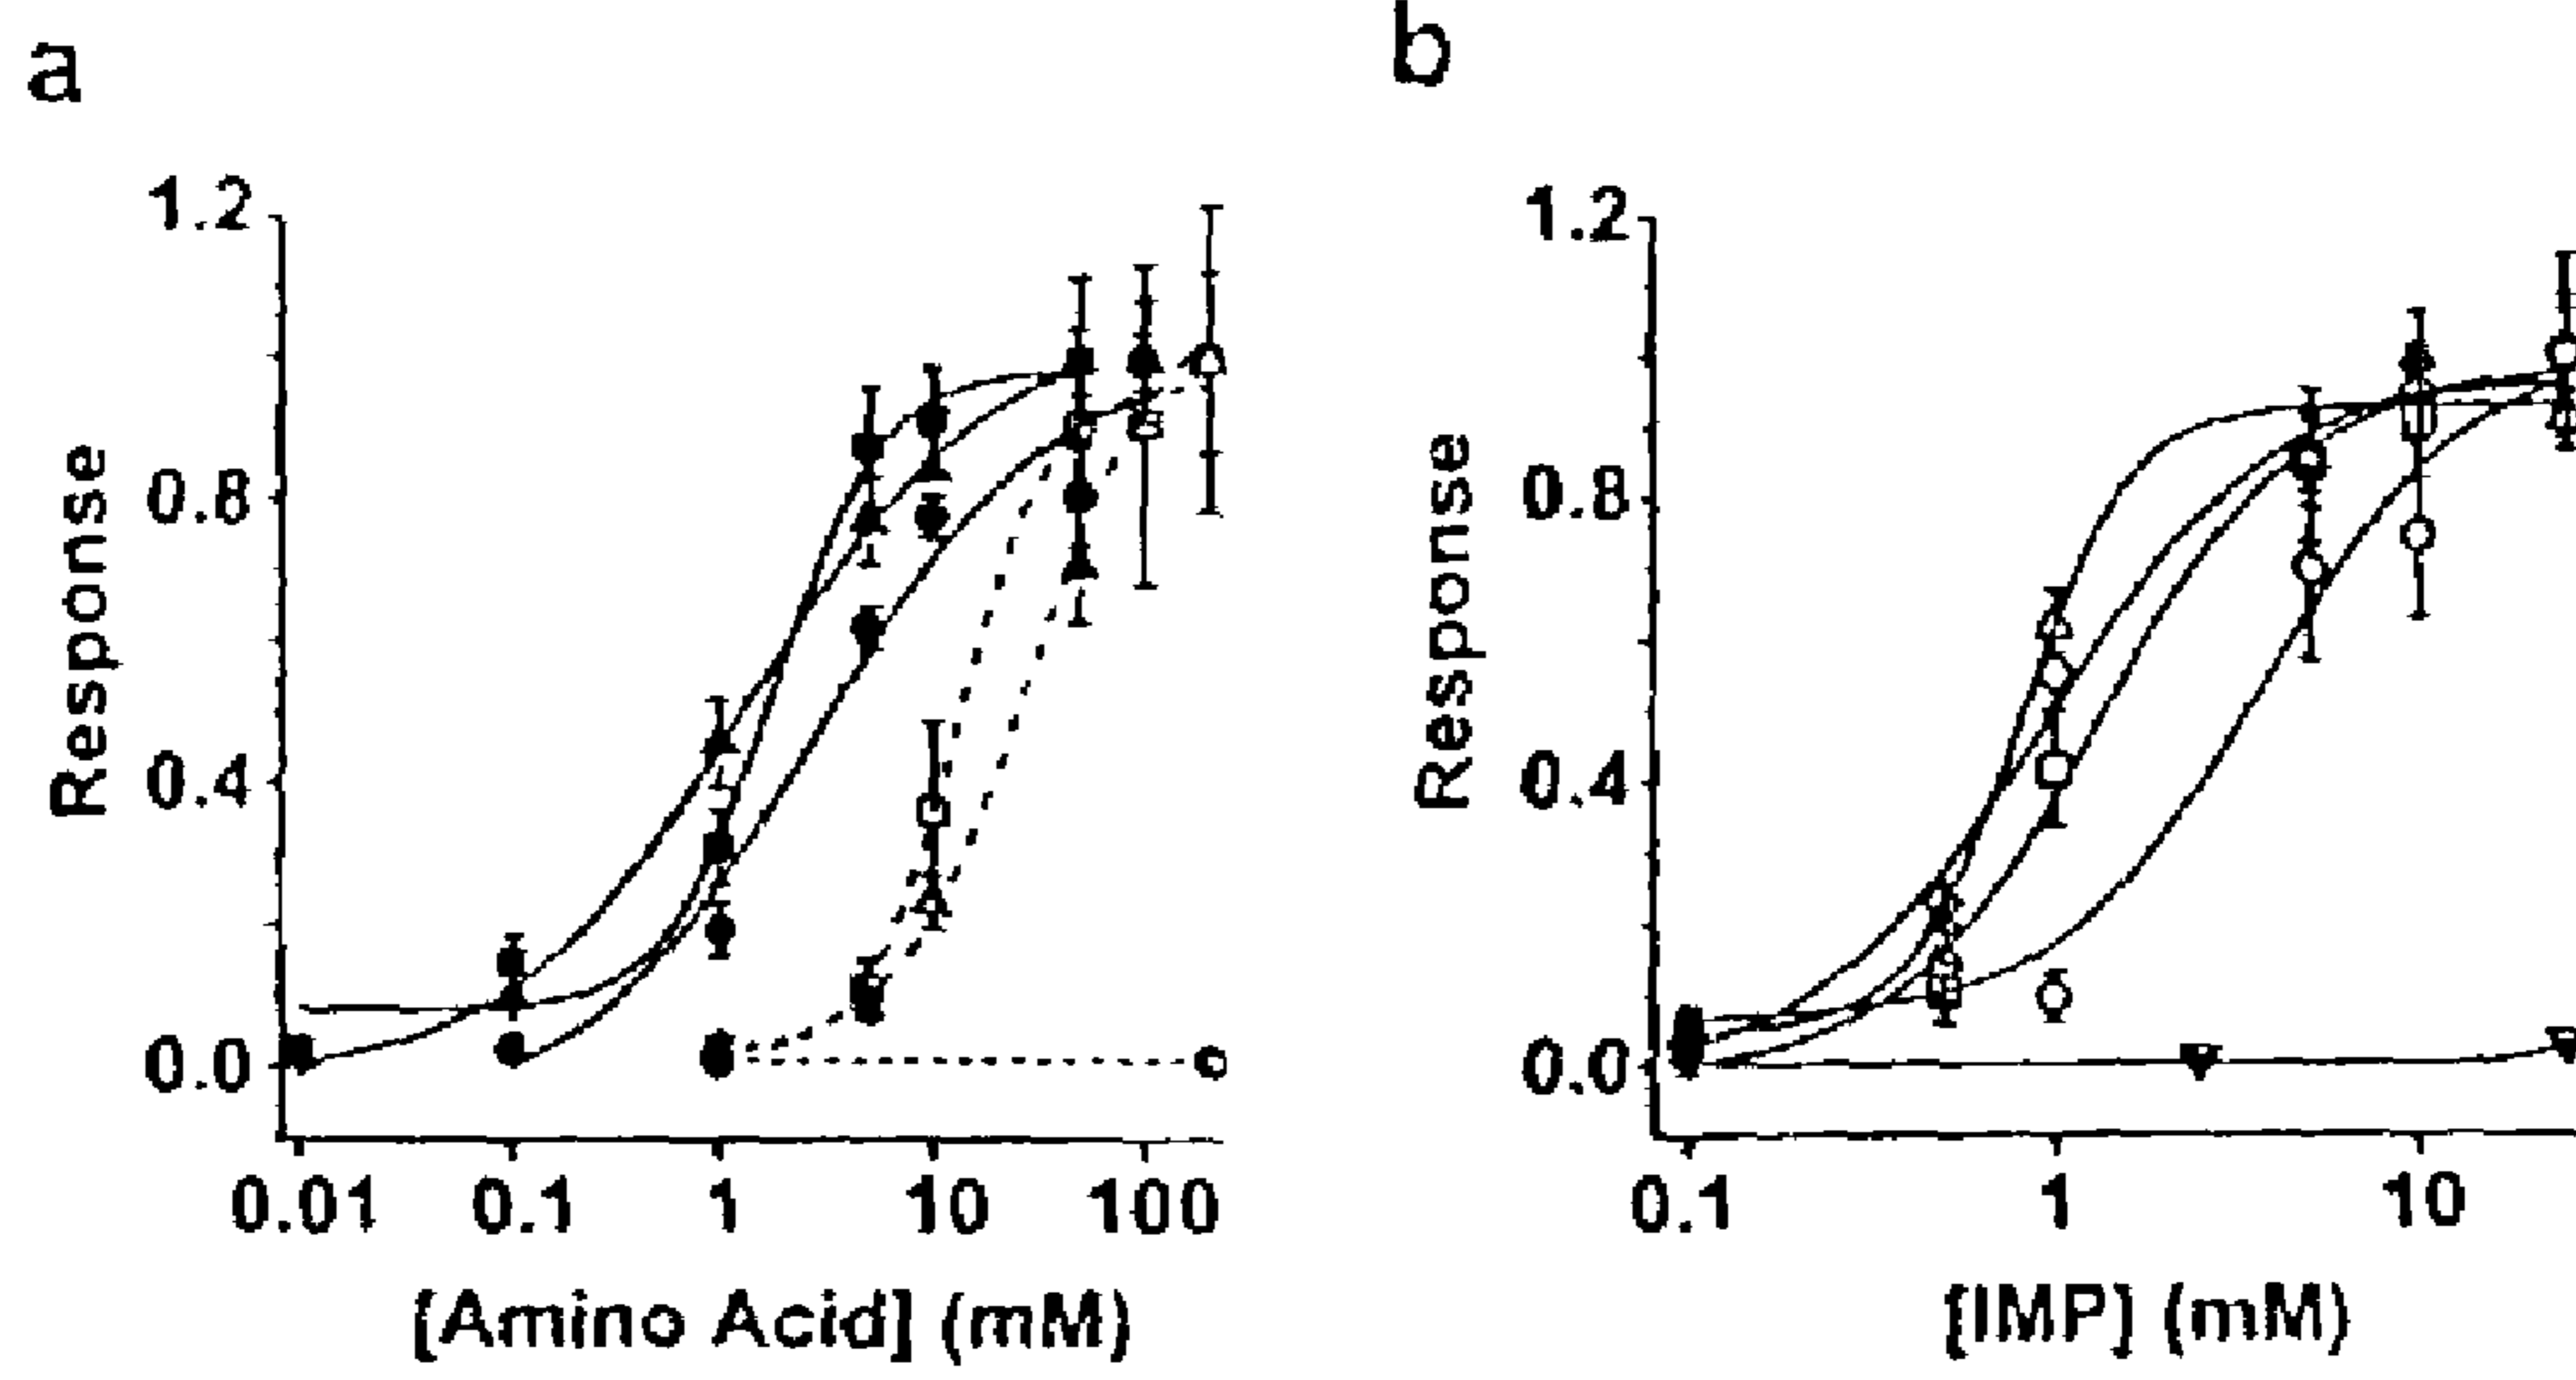 a
1.2
0.8
0.4
0.0
Response
0.01 0.1 1 10 100
[Amino Acid] (mM)
b
1.2
0.8
0.4
0.0
Response
0.1 1 10
[IMP] (mM)